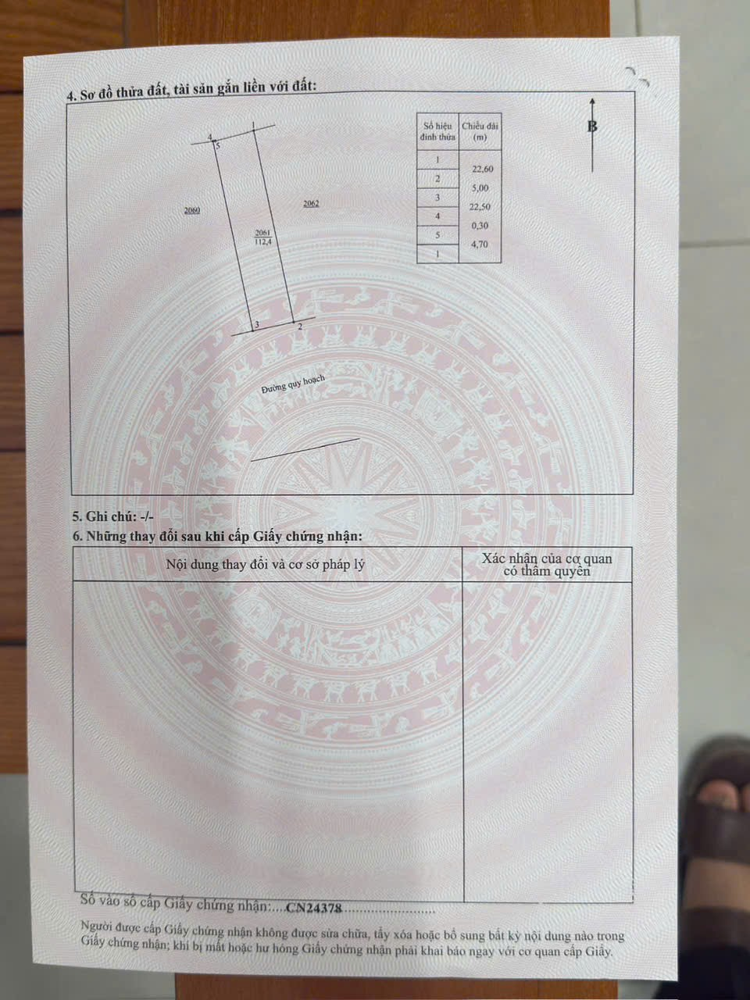 4. Sơ đồ thửa đất, tài sản gắn liền với đất:
B
Số hiệu đỉnh thửa Chiều dài (m)
1
22,60
2
5,00
3
22,50
4
0,30
5
4,70
1
4
5
1
2060
2062
2061
112,4
3
2
Đường quy hoạch
5. Ghi chú: -/-
6. Những thay đổi sau khi cấp Giấy chứng nhận:
Nội dung thay đổi và cơ sở pháp lý
Xác nhận của cơ quan
có thẩm quyền
Số vào sổ cấp Giấy chứng nhận:....CN24378............................
Người được cấp Giấy chứng nhận không được sửa chữa, tẩy xóa hoặc bổ sung bất kỳ nội dung nào trong
Giấy chứng nhận; khi bị mất hoặc hư hỏng Giấy chứng nhận phải khai báo ngay với cơ quan cấp Giấy.